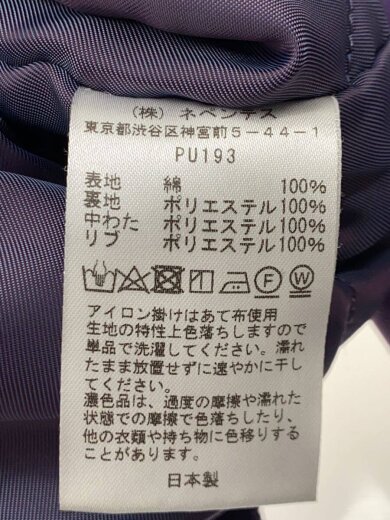 (株) ネペンテス
東京都渋谷区神宮前5-44-1
PU193
表地 綿 100%
裏地 ポリエステル100%
中わた ポリエステル100%
リブ ポリエステル100%
F W
アイロン掛けはあて布使用
生地の特性上色落ちしますので
単品で洗濯してください。濡れ
たまま放置せずに速やかに干し
てください。
濃色品は、過度の摩擦や濡れた
状態での摩擦で色落ちしたり、
他の衣類や持ち物に色移りする
ことがあります。
日本製